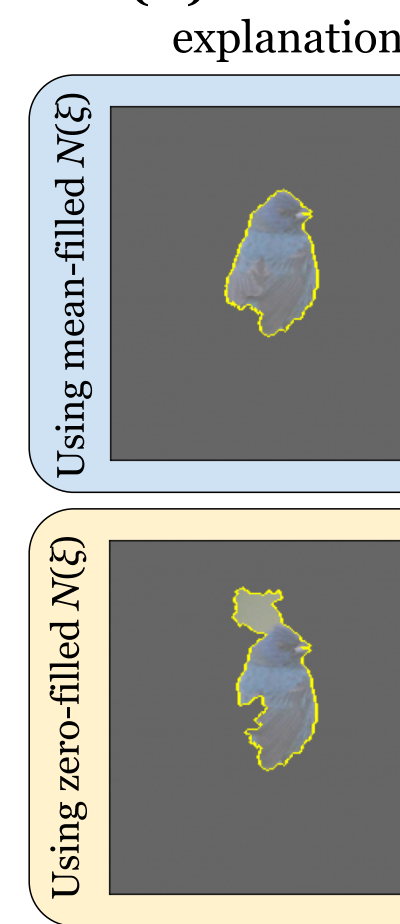 explanation
Using mean-filled N(ξ)
Using zero-filled N(ξ)